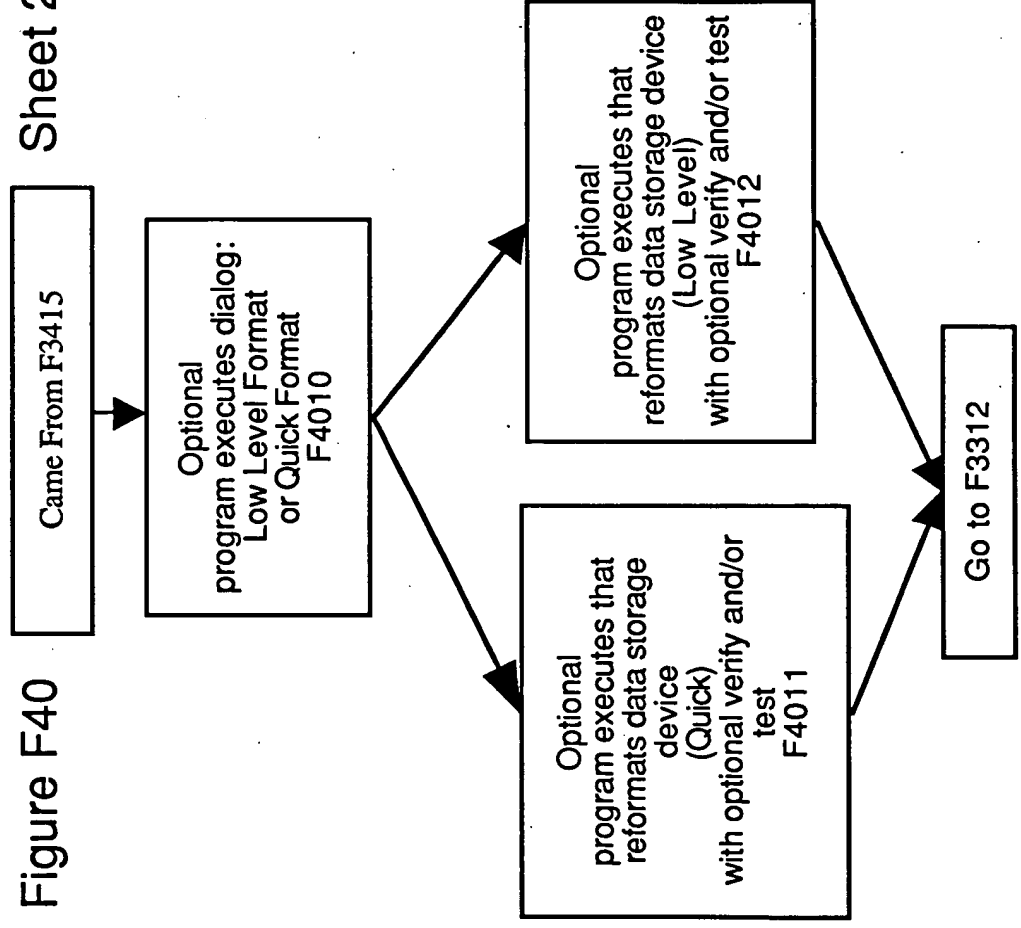 Figure F40
Sheet 2
Came From F3415
Optional
program executes dialog:
Low Level Format
or Quick Format
F4010
Optional
program executes that
reformats data storage
device
(Quick)
with optional verify and/or
test
F4011
Optional
program executes that
reformats data storage device
(Low Level)
with optional verify and/or test
F4012
Go to F3312